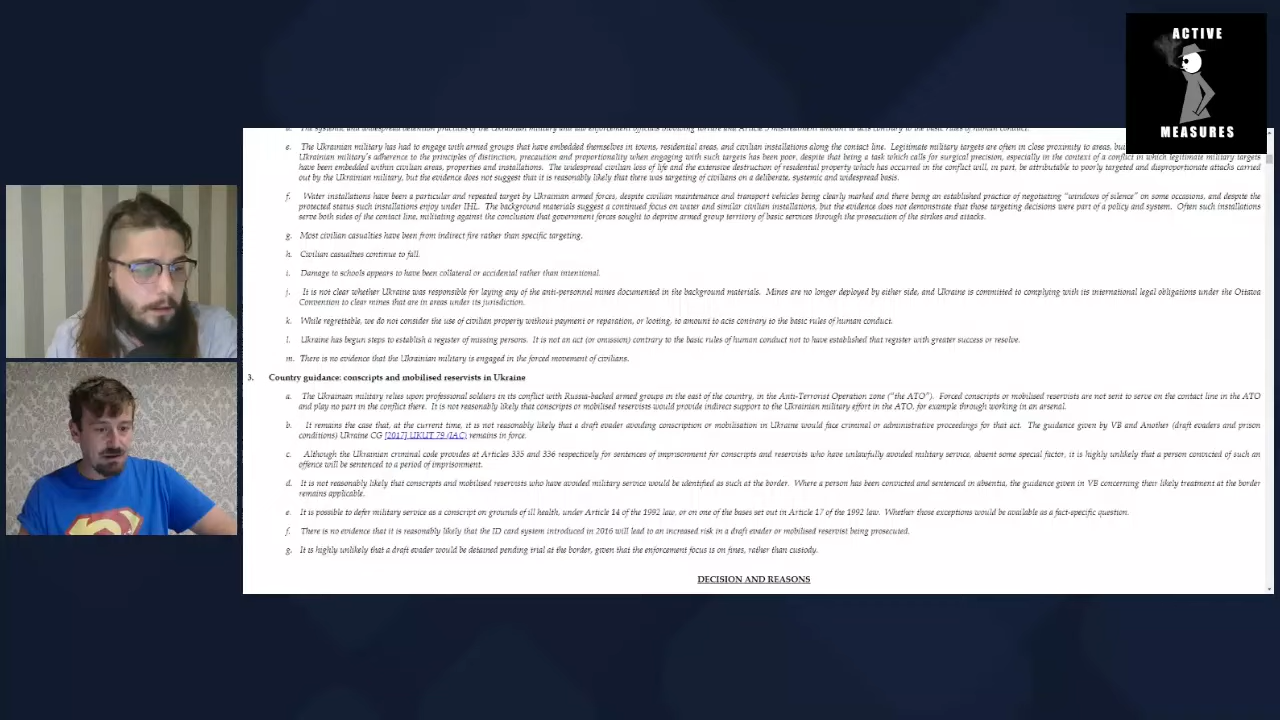 ACTIVE
MEASURES
d. The systemic and widespread detention practices of the Ukrainian military and law enforcement officials involving torture and Article 3 mistreatment amount to acts contrary to the basic rules of human conduct.
e. The Ukrainian military has had to engage with armed groups that have embedded themselves in towns, residential areas, and civilian installations along the contact line. Legitimate military targets are often in close proximity to areas, bu
Ukrainian military's adherence to the principles of distinction, precaution and proportionality when engaging with such targets has been poor, despite that being a task which calls for surgical precision, especially in the context of a conflict in which legitimate military targets
have been embedded within civilian areas, properties and installations. The widespread civilian loss of life and the extensive destruction of residential property which has occurred in the conflict will, in part, be attributable to poorly targeted and disproportionate attacks carried
out by the Ukrainian military, but the evidence does not suggest that it is reasonably likely that there was targeting of civilians on a deliberate, systemic and widespread basis.
f. Water installations have been a particular and repeated target by Ukrainian armed forces, despite civilian maintenance and transport vehicles being clearly marked and there being an established practice of negotiating "windows of silence" on some occasions, and despite the
protected status such installations enjoy under IHL. The background materials suggest a continued focus on water and similar civilian installations, but the evidence does not demonstrate that those targeting decisions were part of a policy and system. Often such installations
serve both sides of the contact line, militating against the conclusion that government forces sought to deprive armed group territory of basic services through the prosecution of the strikes and attacks.
g. Most civilian casualties have been from indirect fire rather than specific targeting.
h. Civilian casualties continue to fall.
i. Damage to schools appears to have been collateral or accidental rather than intentional.
j. It is not clear whether Ukraine was responsible for laying any of the anti-personnel mines documented in the background materials. Mines are no longer deployed by either side, and Ukraine is committed to complying with its international legal obligations under the Ottawa
Convention to clear mines that are in areas under its jurisdiction.
k. While regrettable, we do not consider the use of civilian property without payment or reparation, or looting, to amount to acts contrary to the basic rules of human conduct.
l. Ukraine has begun steps to establish a register of missing persons. It is not an act (or omission) contrary to the basic rules of human conduct not to have established that register with greater success or resolve.
m. There is no evidence that the Ukrainian military is engaged in the forced movement of civilians.
3. Country guidance: conscripts and mobilised reservists in Ukraine
a. The Ukrainian military relies upon professional soldiers in its conflict with Russia-backed armed groups in the east of the country, in the Anti-Terrorist Operation zone ("the ATO"). Forced conscripts or mobilised reservists are not sent to serve on the contact line in the ATO
and play no part in the conflict there. It is not reasonably likely that conscripts or mobilised reservists would provide indirect support to the Ukrainian military effort in the ATO, for example through working in an arsenal.
b. It remains the case that, at the current time, it is not reasonably likely that a draft evader avoiding conscription or mobilisation in Ukraine would face criminal or administrative proceedings for that act. The guidance given by VB and Another (draft evaders and prison
conditions) Ukraine CG [2017] UKUT 79 (IAC) remains in force.
c. Although the Ukrainian criminal code provides at Articles 335 and 336 respectively for sentences of imprisonment for conscripts and reservists who have unlawfully avoided military service, absent some special factor, it is highly unlikely that a person convicted of such an
offence will be sentenced to a period of imprisonment.
d. It is not reasonably likely that conscripts and mobilised reservists who have avoided military service would be identified as such at the border. Where a person has been convicted and sentenced in absentia, the guidance given in VB concerning their likely treatment at the border
remains applicable.
e. It is possible to defer military service as a conscript on grounds of ill health, under Article 14 of the 1992 law, or on one of the bases set out in Article 17 of the 1992 law. Whether those exceptions would be available as a fact-specific question.
f. There is no evidence that it is reasonably likely that the ID card system introduced in 2016 will lead to an increased risk in a draft evader or mobilised reservist being prosecuted.
g. It is highly unlikely that a draft evader would be detained pending trial at the border, given that the enforcement focus is on fines, rather than custody.
DECISION AND REASONS